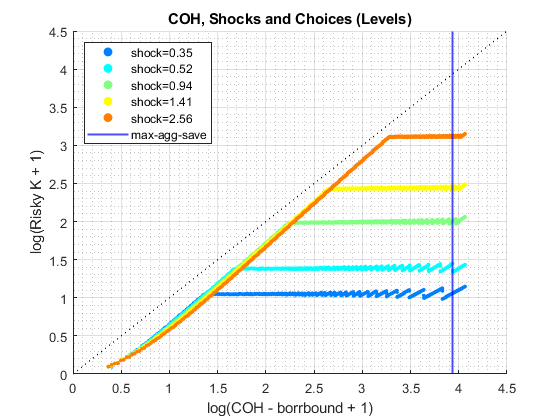 COH, Shocks and Choices (Levels)
4.5
4
3.5
3
2.5
2
1.5
1
0.5
0
log(Risky K + 1)
shock=0.35
shock=0.52
shock=0.94
shock=1.41
shock=2.56
max-agg-save
0 0.5 1 1.5 2 2.5 3 3.5 4 4.5
log(COH - borrbound + 1)